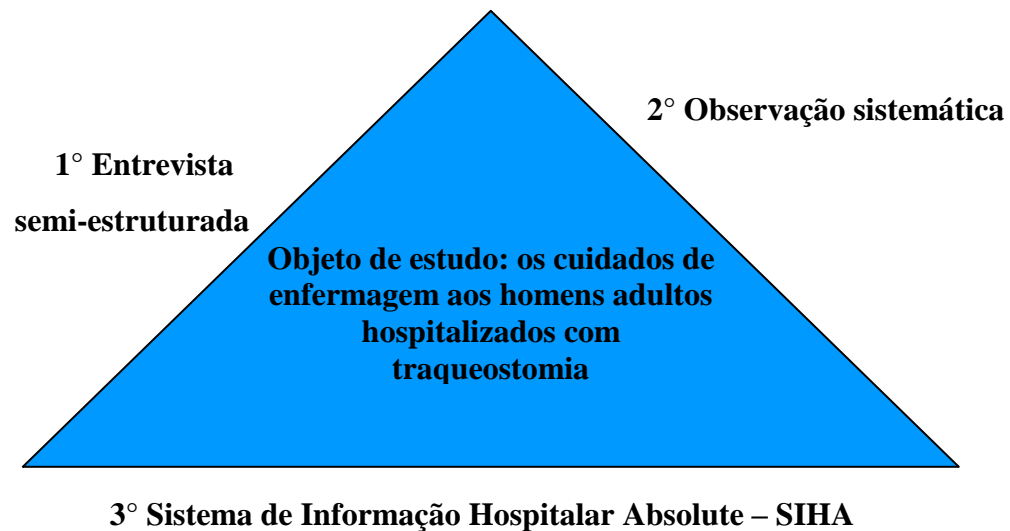 1° Entrevista
semi-estruturada
2° Observação sistemática
Objeto de estudo: os cuidados de
enfermagem aos homens adultos
hospitalizados com
traqueostomia
3° Sistema de Informação Hospitalar Absolute – SIHA